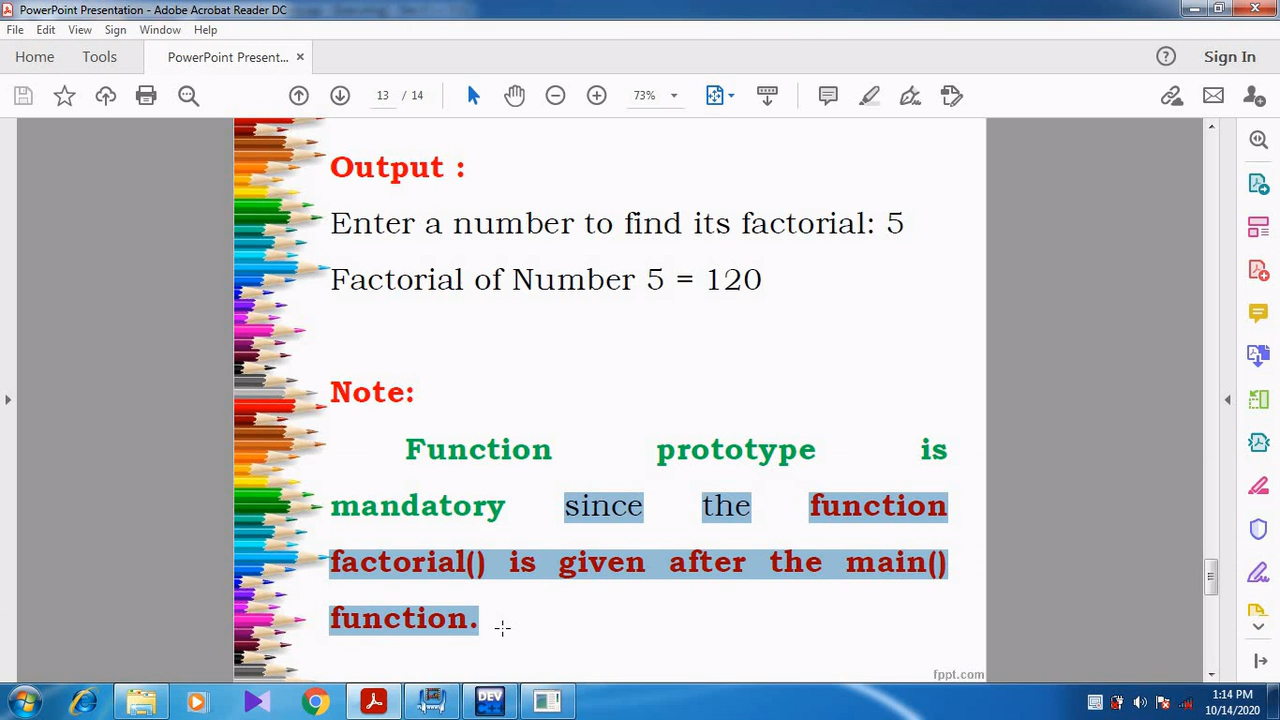 PowerPoint Presentation - Adobe Acrobat Reader DC
File Edit View Sign Window Help
Home Tools PowerPoint Present... × Sign In
13 / 14 73%
Output :
Enter a number to find its factorial: 5
Factorial of Number 5 = 120
Note:
Function prototype is
mandatory since the function
factorial() is given after the main()
function.
fppt.com
DEV
1:14 PM
10/14/2020